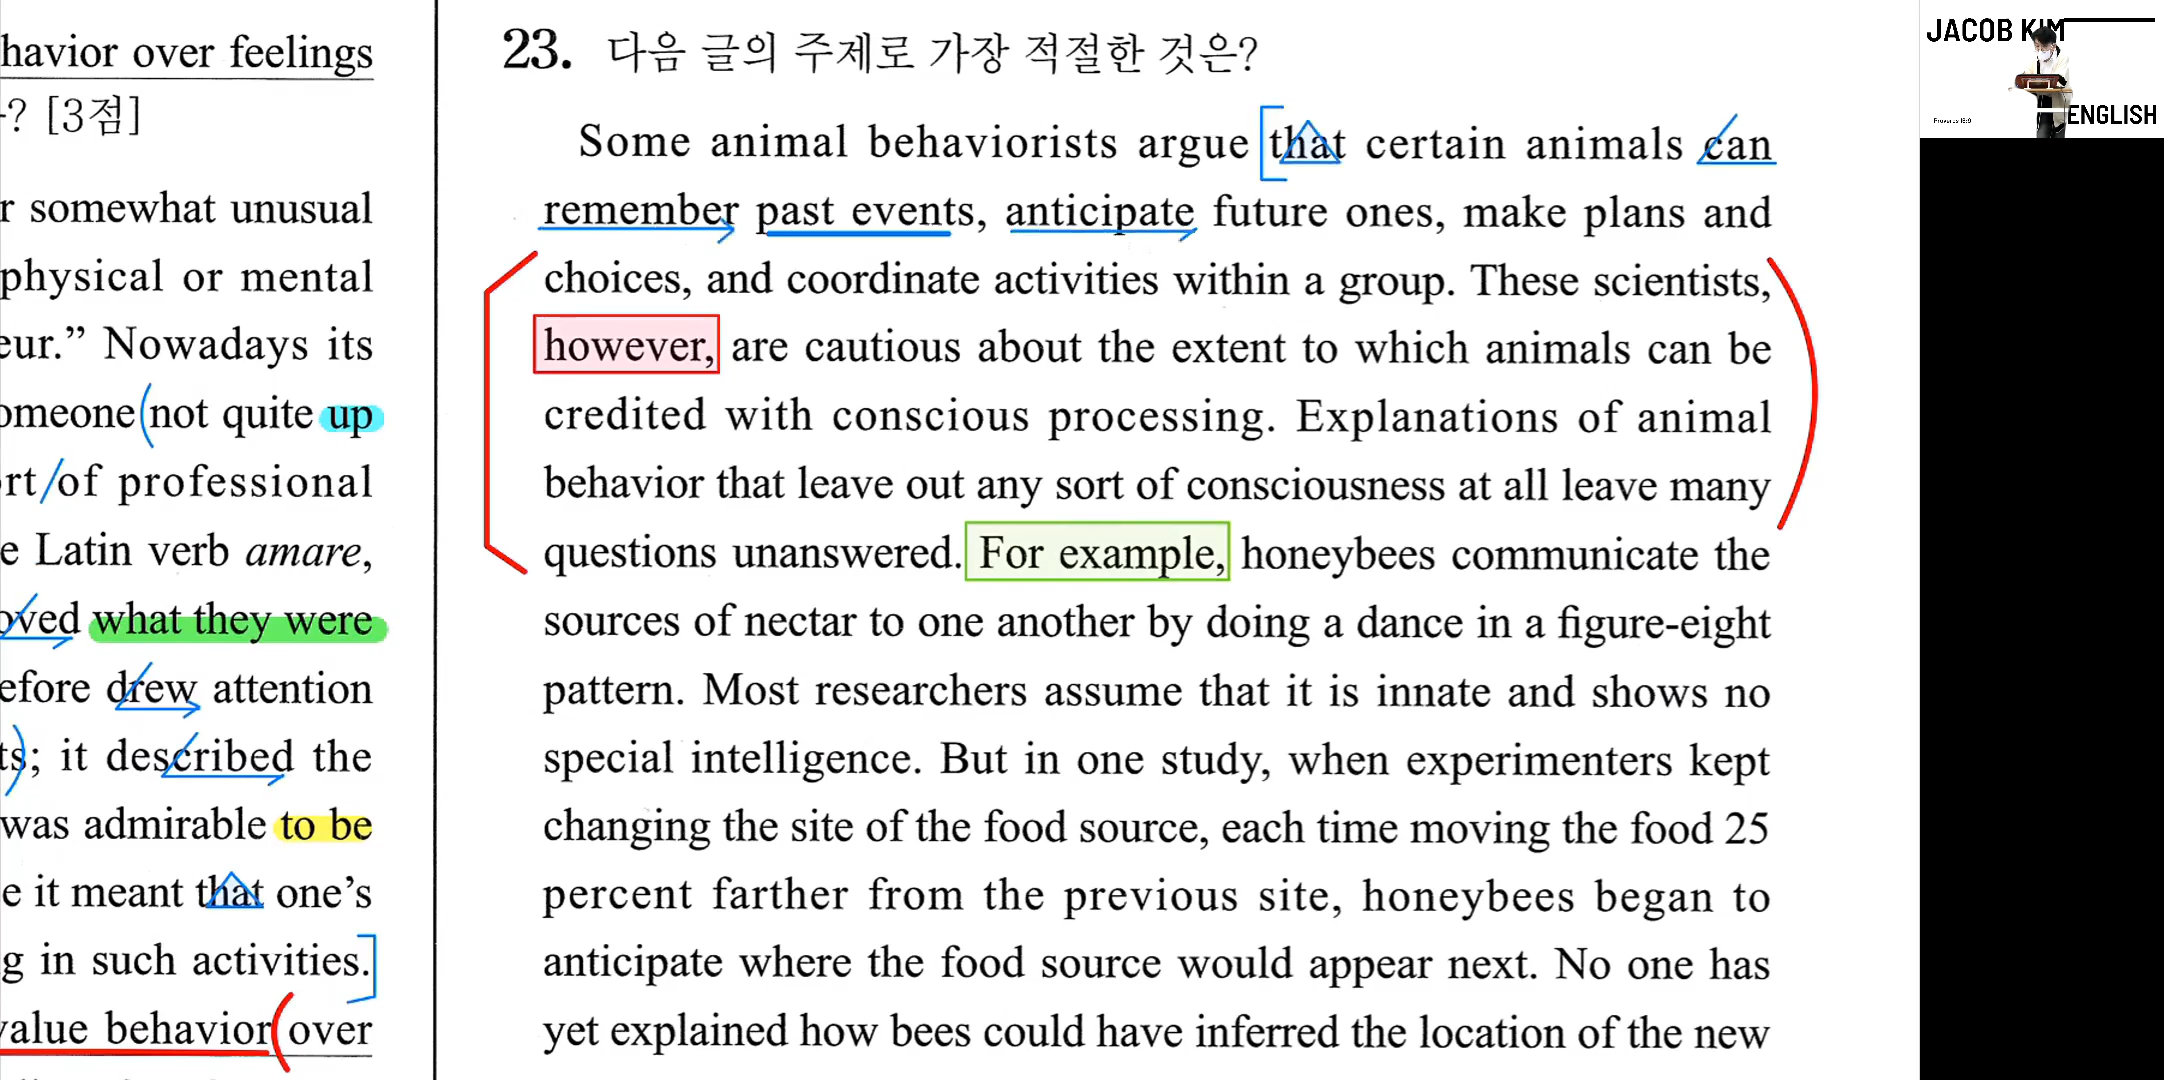 havior over feelings
? [3점]
r somewhat unusual
physical or mental
eur.” Nowadays its
omeone (not quite up
rt/of professional
e Latin verb amare,
oved what they were
efore drew attention
ts); it described the
was admirable to be
e it meant that one’s
g in such activities.]
value behavior (over
23. 다음 글의 주제로 가장 적절한 것은?
Some animal behaviorists argue [that certain animals can
remember past events, anticipate future ones, make plans and
choices, and coordinate activities within a group. These scientists,
however, are cautious about the extent to which animals can be
credited with conscious processing. Explanations of animal
behavior that leave out any sort of consciousness at all leave many
questions unanswered. For example, honeybees communicate the
sources of nectar to one another by doing a dance in a figure-eight
pattern. Most researchers assume that it is innate and shows no
special intelligence. But in one study, when experimenters kept
changing the site of the food source, each time moving the food 25
percent farther from the previous site, honeybees began to
anticipate where the food source would appear next. No one has
yet explained how bees could have inferred the location of the new
JACOB KIM
ENGLISH
Proverbs 16:9